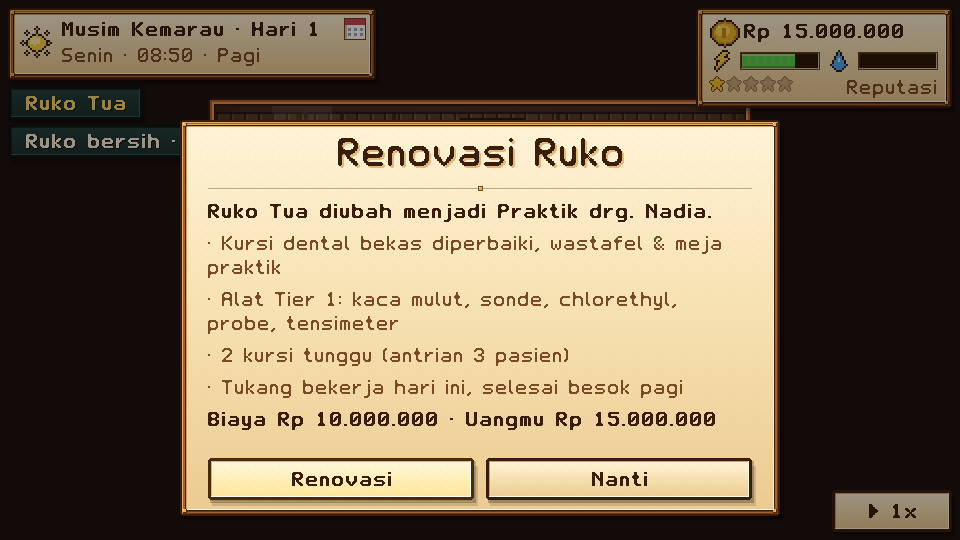 Musim Kemarau · Hari 1
Senin · 08:50 · Pagi
Rp 15.000.000
Reputasi
Ruko Tua
Ruko bersih ·
Renovasi Ruko
Ruko Tua diubah menjadi Praktik drg. Nadia.
· Kursi dental bekas diperbaiki, wastafel & meja
praktik
· Alat Tier 1: kaca mulut, sonde, chlorethyl,
probe, tensimeter
· 2 kursi tunggu (antrian 3 pasien)
· Tukang bekerja hari ini, selesai besok pagi
Biaya Rp 10.000.000 · Uangmu Rp 15.000.000
Renovasi
Nanti
1x